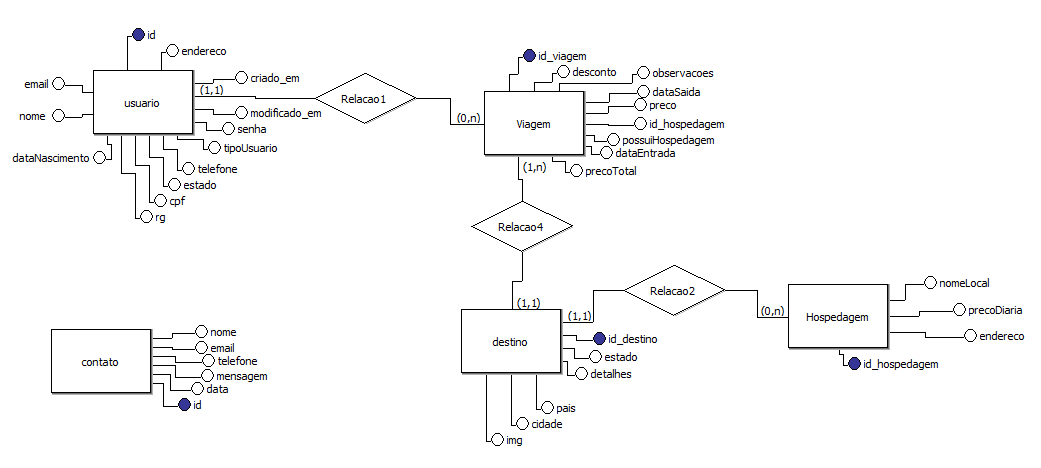 id
endereco
email
criado_em
(1,1)
usuario
nome
modificado_em
senha
tipoUsuario
dataNascimento
telefone
estado
cpf
rg
Relacao1
(0,n)
id_viagem
desconto
observacoes
dataSaida
preco
id_hospedagem
possuiHospedagem
dataEntrada
precoTotal
Viagem
(1,n)
Relacao4
(1,1)
destino
(1,1)
Relacao2
(0,n)
id_destino
estado
detalhes
pais
cidade
img
Hospedagem
nomeLocal
precoDiaria
endereco
id_hospedagem
contato
nome
email
telefone
mensagem
data
id